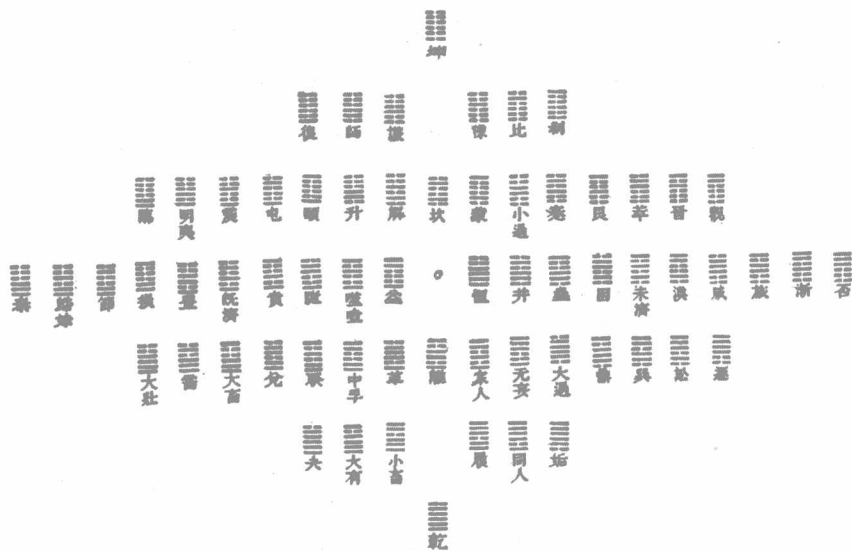 坤
復 師 謙 豫 比 剝
臨 明夷 震 屯 頤 升 解 坎 蒙 小過 蹇 艮 萃 晉 觀
泰 歸妹 節 損 豐 既濟 賁 隨 噬嗑 益 恆 井 蠱 困 未濟 渙 咸 旅 漸 否
大壯 需 大畜 兌 睽 中孚 革 離 家人 无妄 大過 鼎 巽 訟 遯
夬 大有 小畜 履 同人 姤
乾